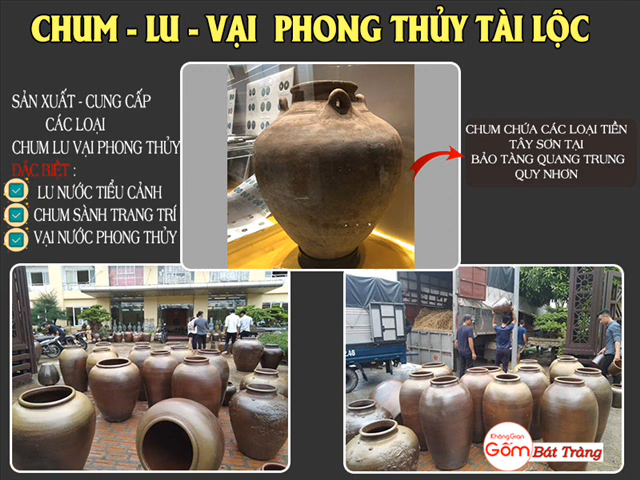 CHUM - LU - VẠI PHONG THỦY TÀI LỘC
SẢN XUẤT - CUNG CẤP
CÁC LOẠI
CHUM LU VẠI PHONG THỦY
ĐẶC BIỆT :
LU NƯỚC TIỂU CẢNH
CHUM SÀNH TRANG TRÍ
VẠI NƯỚC PHONG THỦY
CHUM CHỨA CÁC LOẠI TIỀN
TÂY SƠN TẠI
BẢO TÀNG QUANG TRUNG
QUY NHƠN
Không Gian
Gốm Bát Tràng